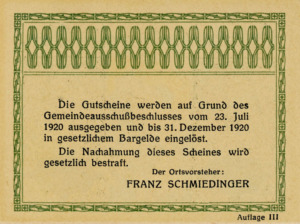 Die Gutscheine werden auf Grund des
Gemeindeausschußbeschlusses vom 23. Juli
1920 ausgegeben und bis 31. Dezember 1920
in gesetzlichem Bargelde eingelöst.
Die Nachahmung dieses Scheines wird
gesetzlich bestraft.
Der Ortsvorsteher:
FRANZ SCHMIEDINGER
Auflage III